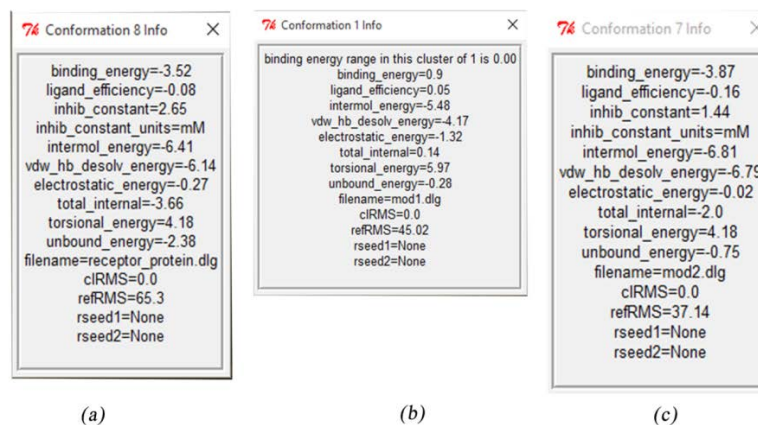 Conformation 8 Info
binding_energy=-3.52
ligand_efficiency=-0.08
inhib_constant=2.65
inhib_constant_units=mM
intermol_energy=-6.41
vdw_hb_desolv_energy=-6.14
electrostatic_energy=-0.27
total_internal=-3.66
torsional_energy=4.18
unbound_energy=-2.38
filename=receptor_protein.dlg
clRMS=0.0
refRMS=65.3
rseed1=None
rseed2=None
(a)
Conformation 1 Info
binding energy range in this cluster of 1 is 0.00
binding_energy=0.9
ligand_efficiency=0.05
intermol_energy=-5.48
vdw_hb_desolv_energy=-4.17
electrostatic_energy=-1.32
total_internal=0.14
torsional_energy=5.97
unbound_energy=-0.28
filename=mod1.dlg
clRMS=0.0
refRMS=45.02
rseed1=None
rseed2=None
(b)
Conformation 7 Info
binding_energy=-3.87
ligand_efficiency=-0.16
inhib_constant=1.44
inhib_constant_units=mM
intermol_energy=-6.81
vdw_hb_desolv_energy=-6.79
electrostatic_energy=-0.02
total_internal=-2.0
torsional_energy=4.18
unbound_energy=-0.75
filename=mod2.dlg
clRMS=0.0
refRMS=37.14
rseed1=None
rseed2=None
(c)